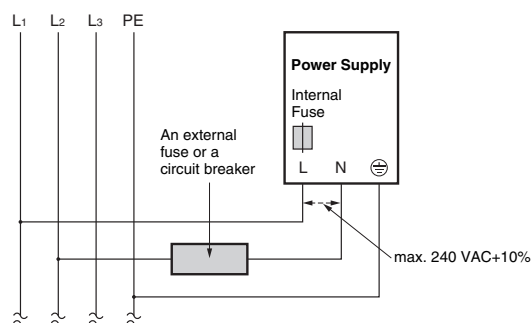 L1 L2 L3 PE
Power Supply
Internal
Fuse
An external
fuse or a
circuit breaker
L N
max. 240 VAC+10%